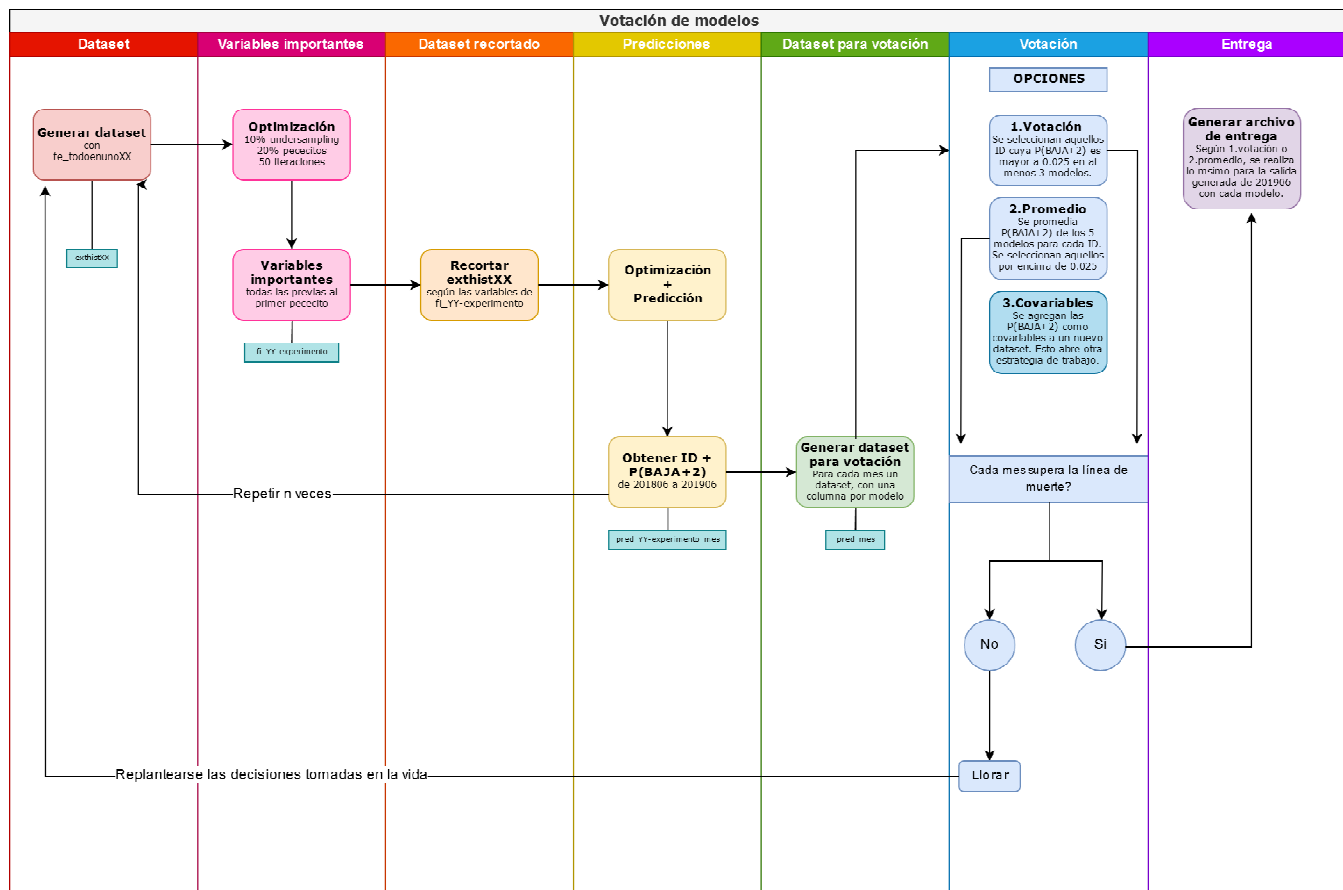 Votación de modelos
Dataset
Variables importantes
Dataset recortado
Predicciones
Dataset para votación
Votación
Entrega
Generar dataset
con
fe_todoenunoXX
exthistXX
Optimización
10% undersampling
20% pececitos
50 iteraciones
Variables
importantes
todas las previas al
primer pececito
fi_YY-experimento
Recortar
exthistXX
según las variables de
fi_YY-experimento
Optimización
+
Predicción
Obtener ID +
P(BAJA+2)
de 201806 a 201906
pred_YY-experimento_mes
Repetir n veces
Generar dataset
para votación
Para cada mes un
dataset, con una
columna por modelo
pred_mes
OPCIONES
1.Votación
Se seleccionan aquellos
ID cuya P(BAJA+2) es
mayor a 0.025 en al
menos 3 modelos.
2.Promedio
Se promedia
P(BAJA+2) de los 5
modelos para cada ID.
Se seleccionan aquellos
por encima de 0.025
3.Covariables
Se agregan las
P(BAJA+2) como
covariables a un nuevo
dataset. Esto abre otra
estrategia de trabajo.
Cada mes supera la línea de
muerte?
No
Si
Llorar
Replantearse las decisiones tomadas en la vida
Generar archivo
de entrega
Según 1.votación o
2.promedio, se realiza
lo msimo para la salida
generada de 201906
con cada modelo.